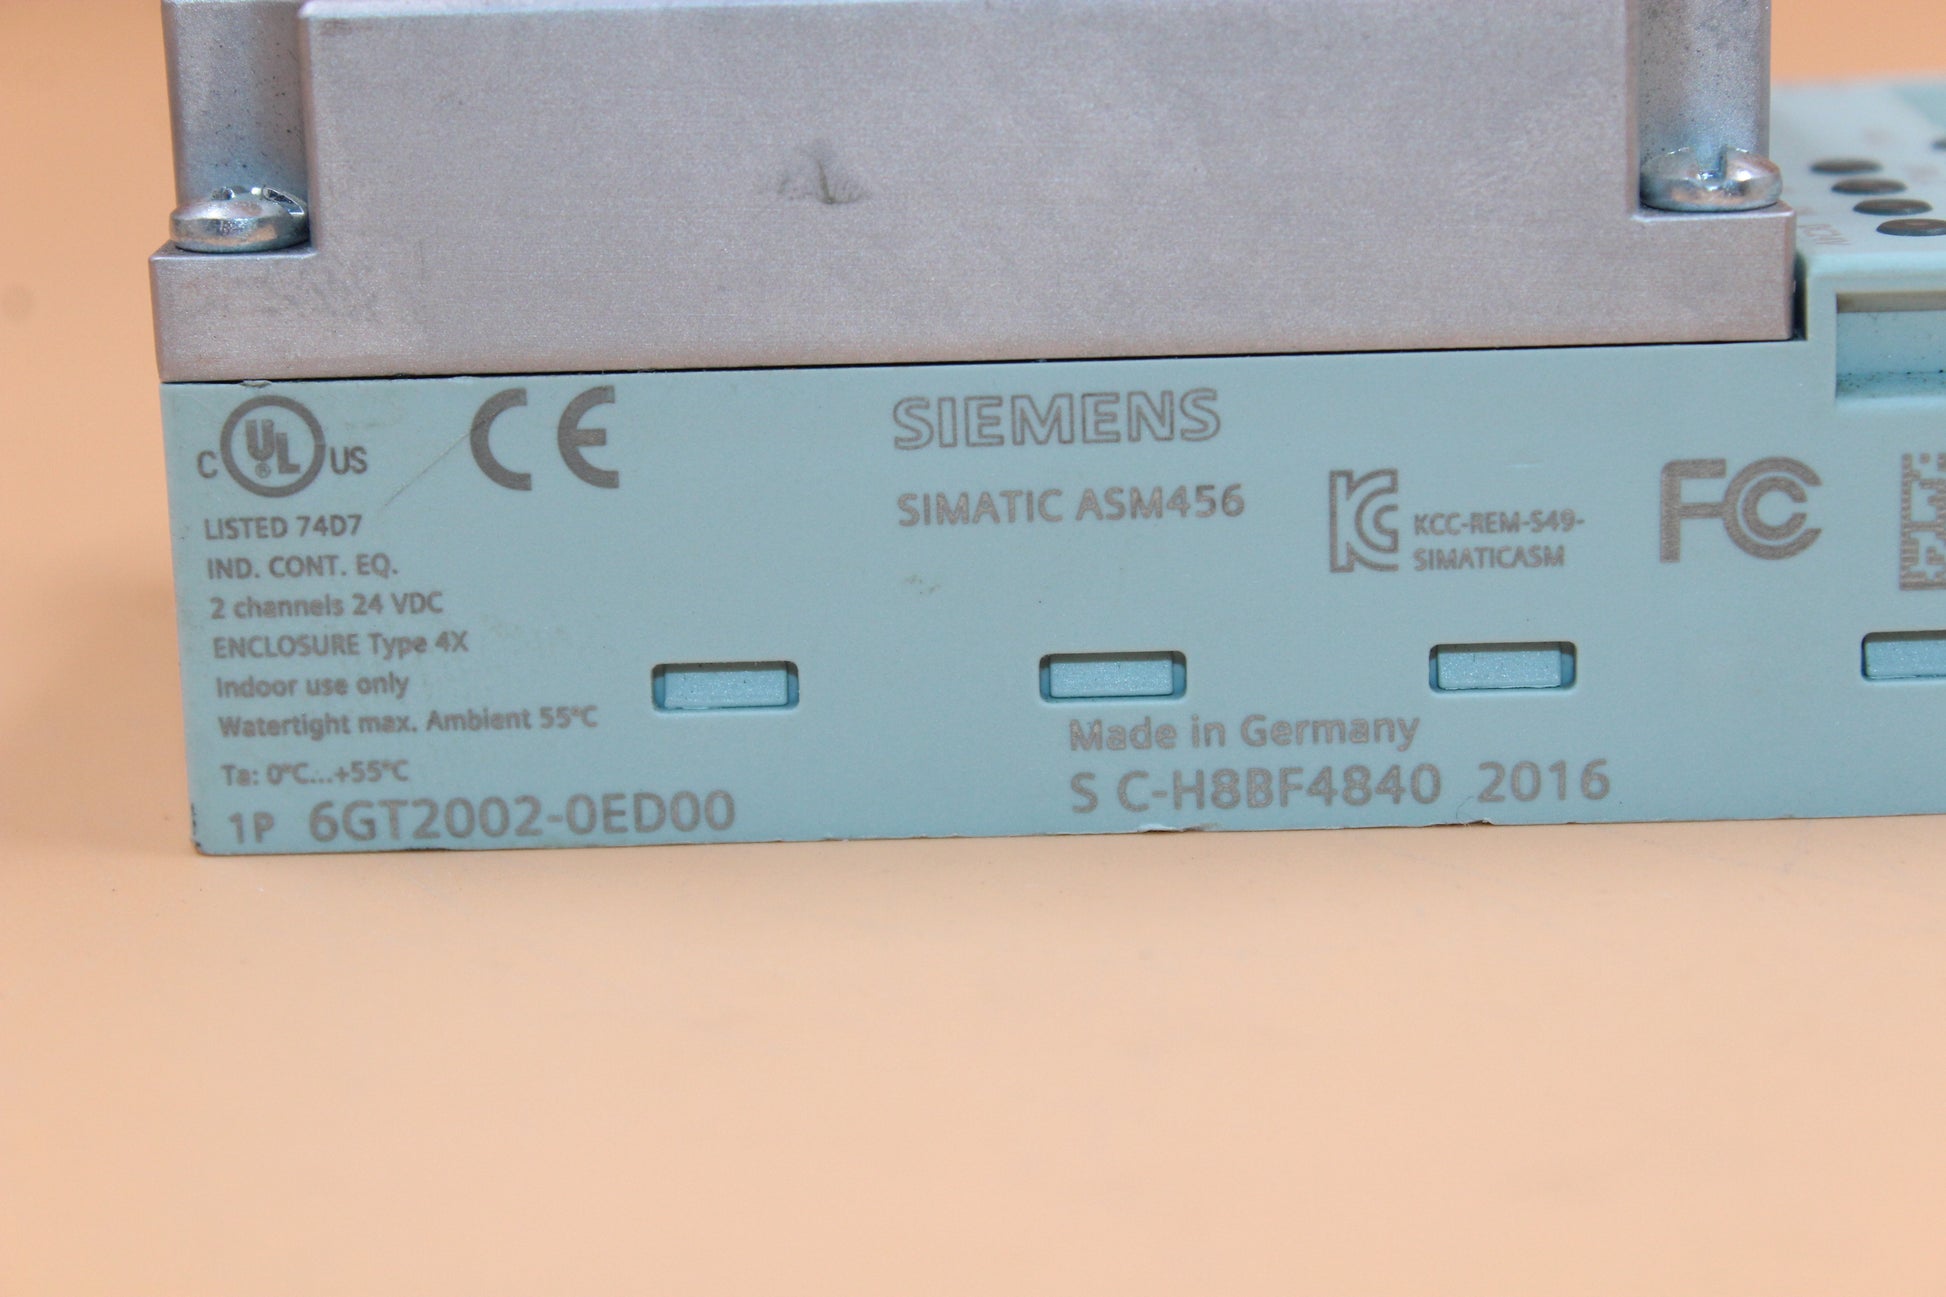 C UL US
CE
LISTED 74D7
IND. CONT. EQ.
2 channels 24 VDC
ENCLOSURE Type 4X
Indoor use only
Watertight max. Ambient 55°C
Ta: 0°C...+55°C
1P 6GT2002-0ED00
SIEMENS
SIMATIC ASM456
KCC-REM-S49-
SIMATICASM
FC
Made in Germany
S C-H8BF4840 2016